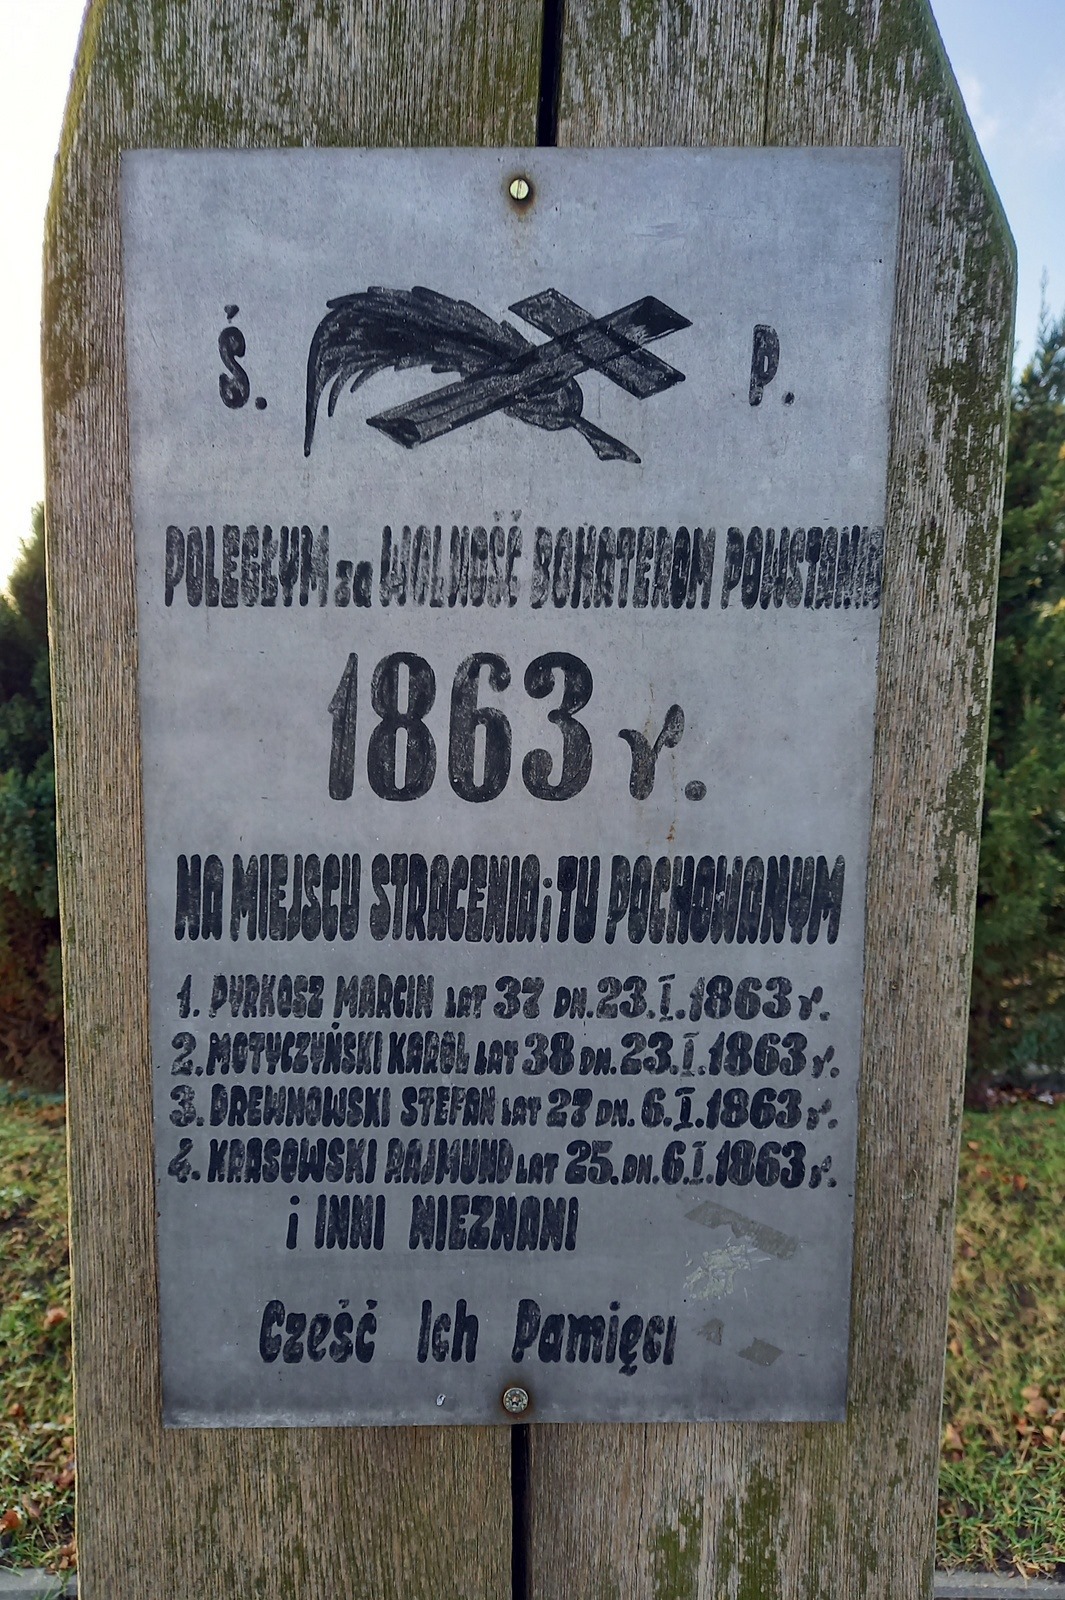 Ś. P.
POLEGŁYM za WOLNOŚĆ BOHATEROM POWSTANIA
1863 r.
NA MIEJSCU STRACENIA i TU POCHOWANYM
1. PYRKOSZ MARCIN LAT 37 DN. 23.I.1863 r.
2. MOTYCZYŃSKI KAROL LAT 38 DN. 23.I.1863 r.
3. DREWNOWSKI STEFAN LAT 27 DN. 6.I.1863 r.
4. KRASOWSKI RAJMUND LAT 25. DN. 6.I.1863 r.
i INNI NIEZNANI
Cześć Ich Pamięci